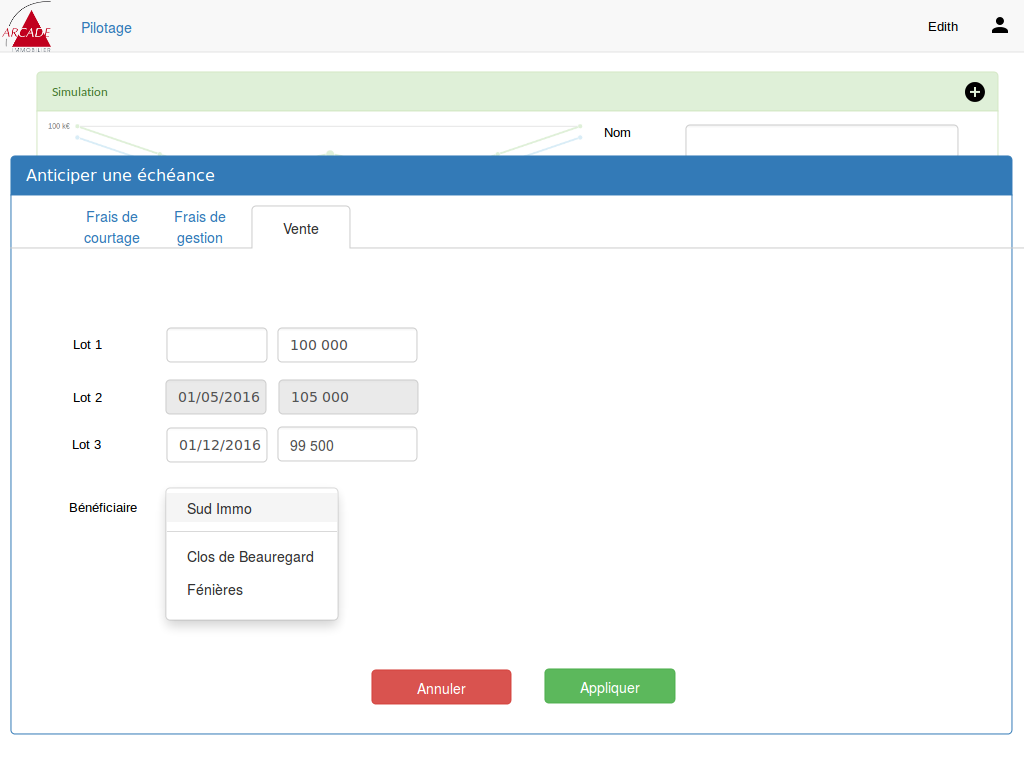 ARCADE
IMMOBILIER
Pilotage
Edith
Simulation
100 k€
Nom
Anticiper une échéance
Frais de
courtage
Frais de
gestion
Vente
Lot 1
100 000
Lot 2
01/05/2016
105 000
Lot 3
01/12/2016
99 500
Bénéficiaire
Sud Immo
Clos de Beauregard
Fénières
Annuler
Appliquer